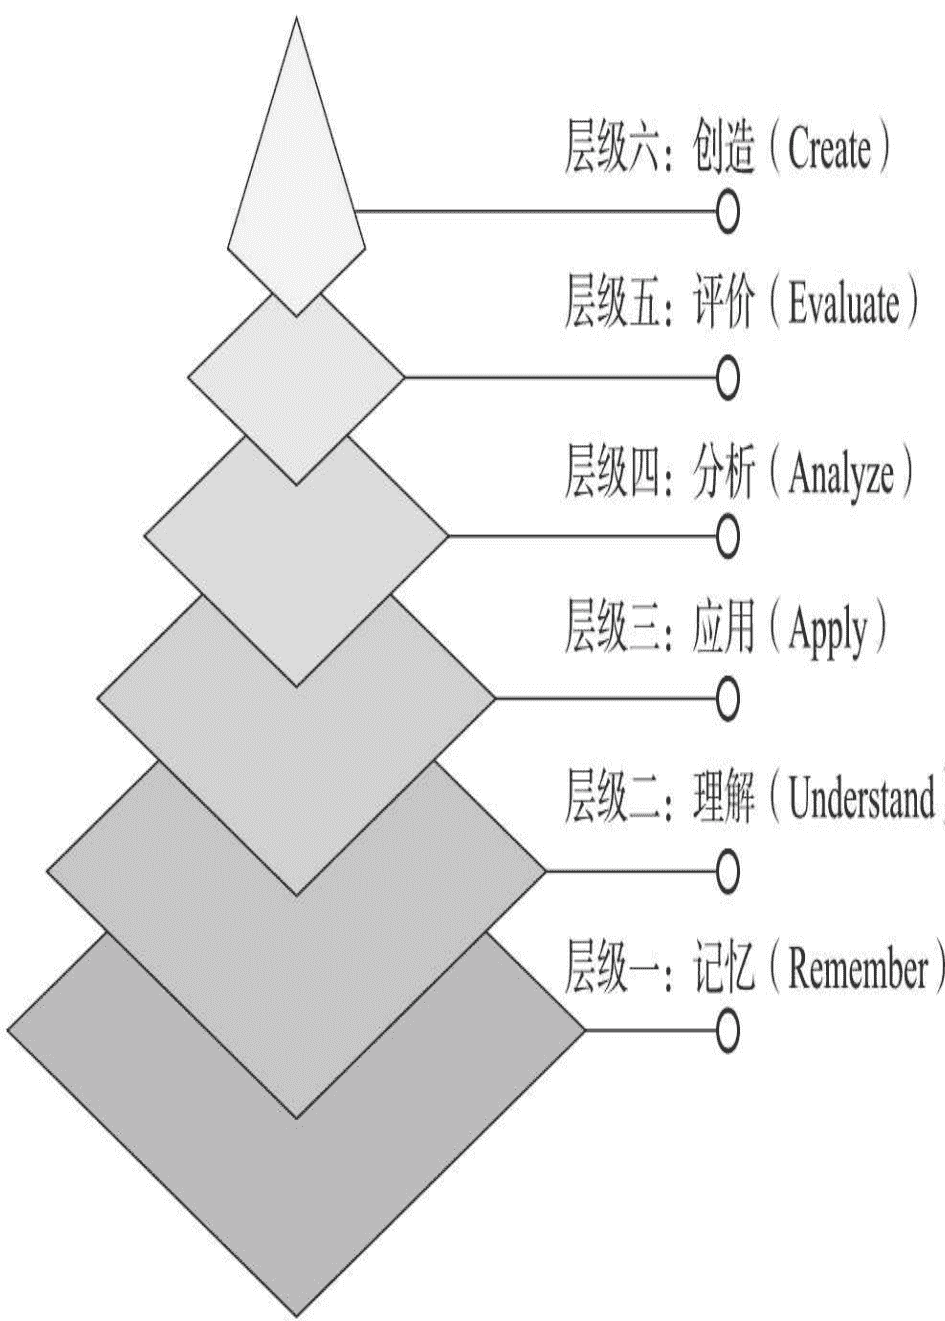 层级六：创造（Create）
层级五：评价（Evaluate）
层级四：分析（Analyze）
层级三：应用（Apply）
层级二：理解（Understand）
层级一：记忆（Remember）